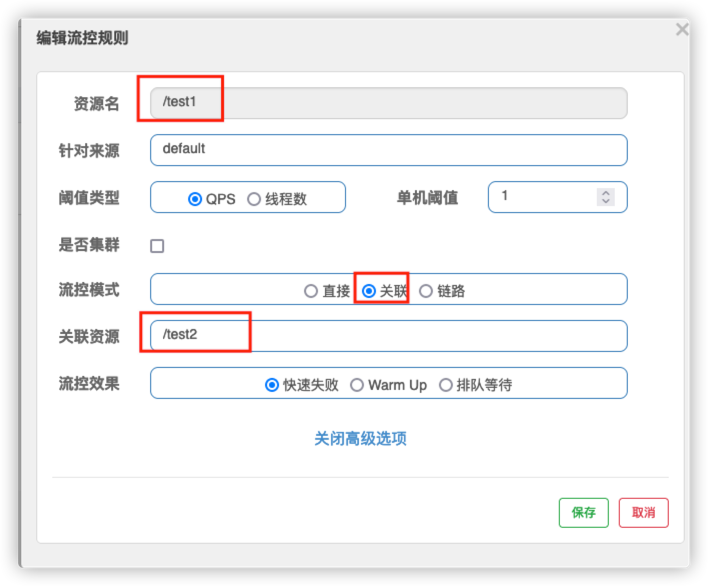 编辑流控规则
资源名 /test1
针对来源 default
阈值类型 QPS 线程数 单机阈值 1
是否集群
流控模式 直接 关联 链路
关联资源 /test2
流控效果 快速失败 Warm Up 排队等待
关闭高级选项
保存 取消